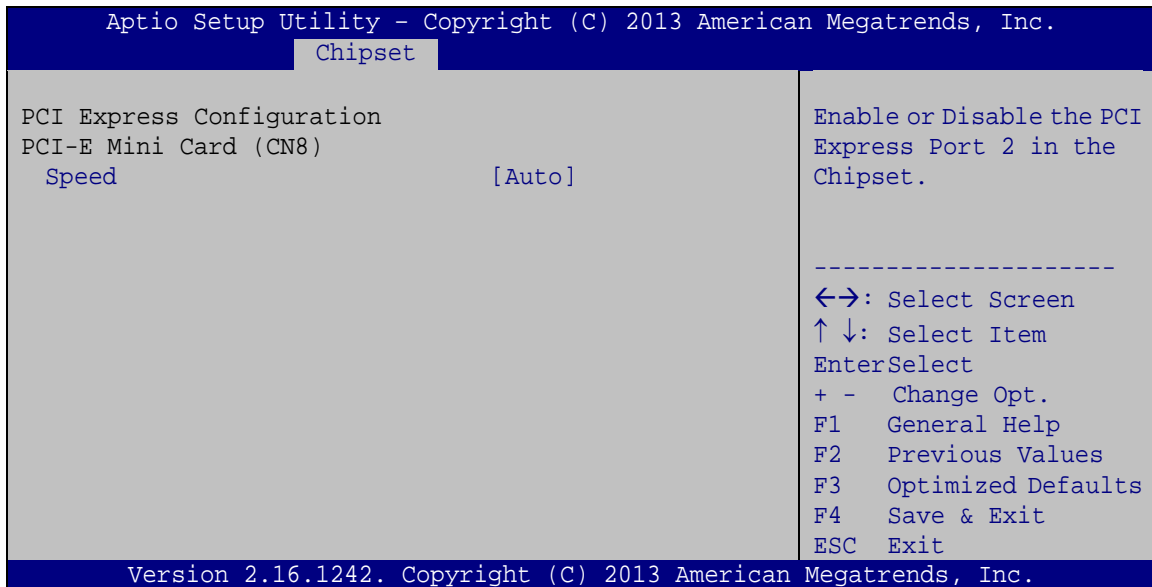 Aptio Setup Utility – Copyright (C) 2013 American Megatrends, Inc.
Chipset
PCI Express Configuration
PCI-E Mini Card (CN8)
Speed [Auto]
Enable or Disable the PCI
Express Port 2 in the
Chipset.
----------------------
←→: Select Screen
↑ ↓: Select Item
EnterSelect
+ - Change Opt.
F1 General Help
F2 Previous Values
F3 Optimized Defaults
F4 Save & Exit
ESC Exit
Version 2.16.1242. Copyright (C) 2013 American Megatrends, Inc.